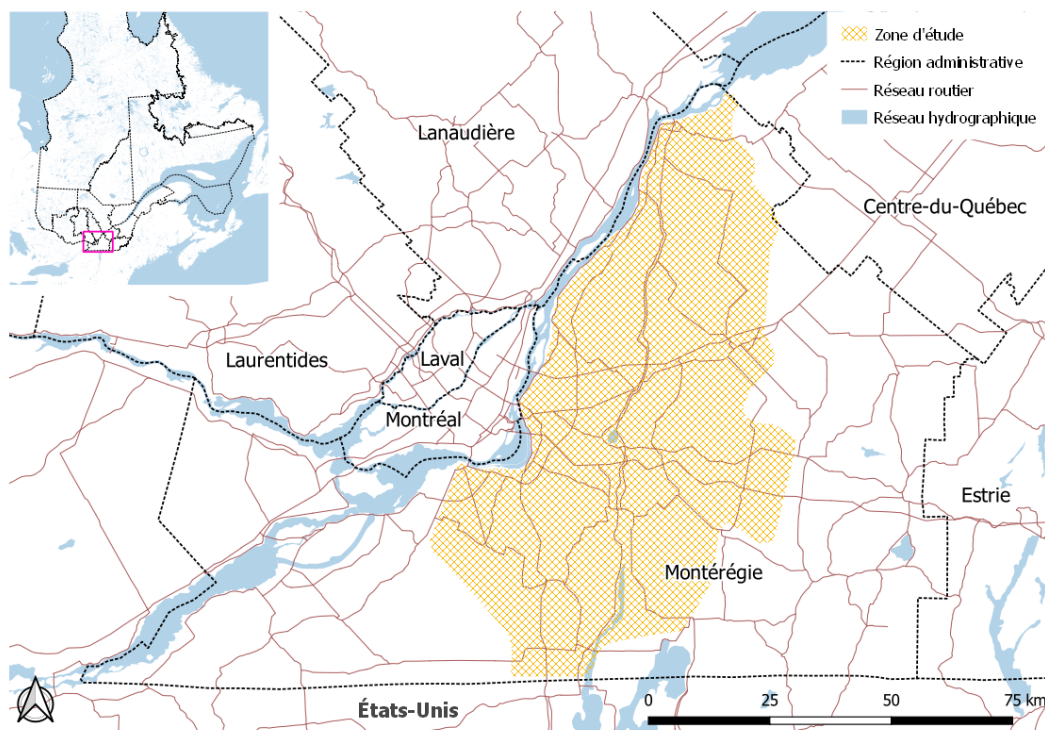 Zone d'étude
Région administrative
Réseau routier
Réseau hydrographique
Lanaudière
Centre-du-Québec
Laurentides
Laval
Montréal
Estrie
Montérégie
États-Unis
0 25 50 75 km